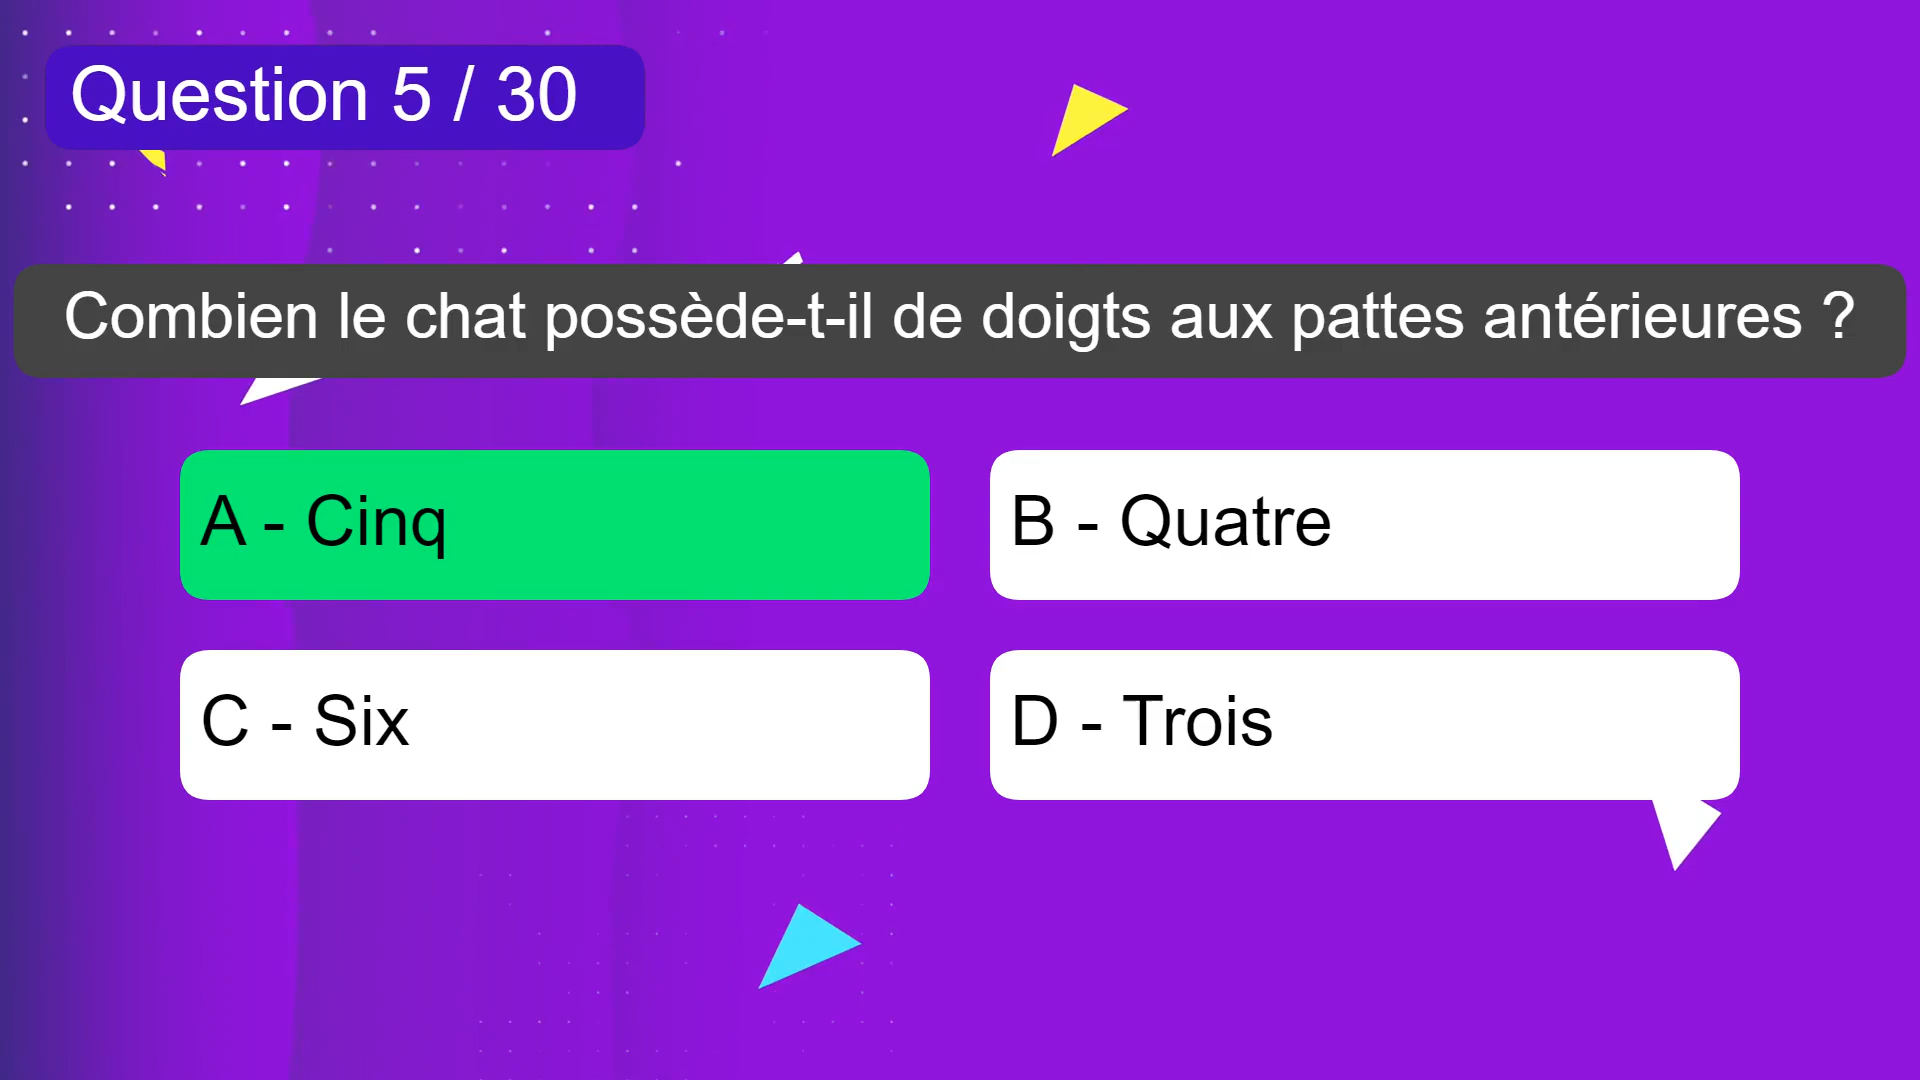 Question 5 / 30
Combien le chat possède-t-il de doigts aux pattes antérieures ?
A - Cinq
B - Quatre
C - Six
D - Trois